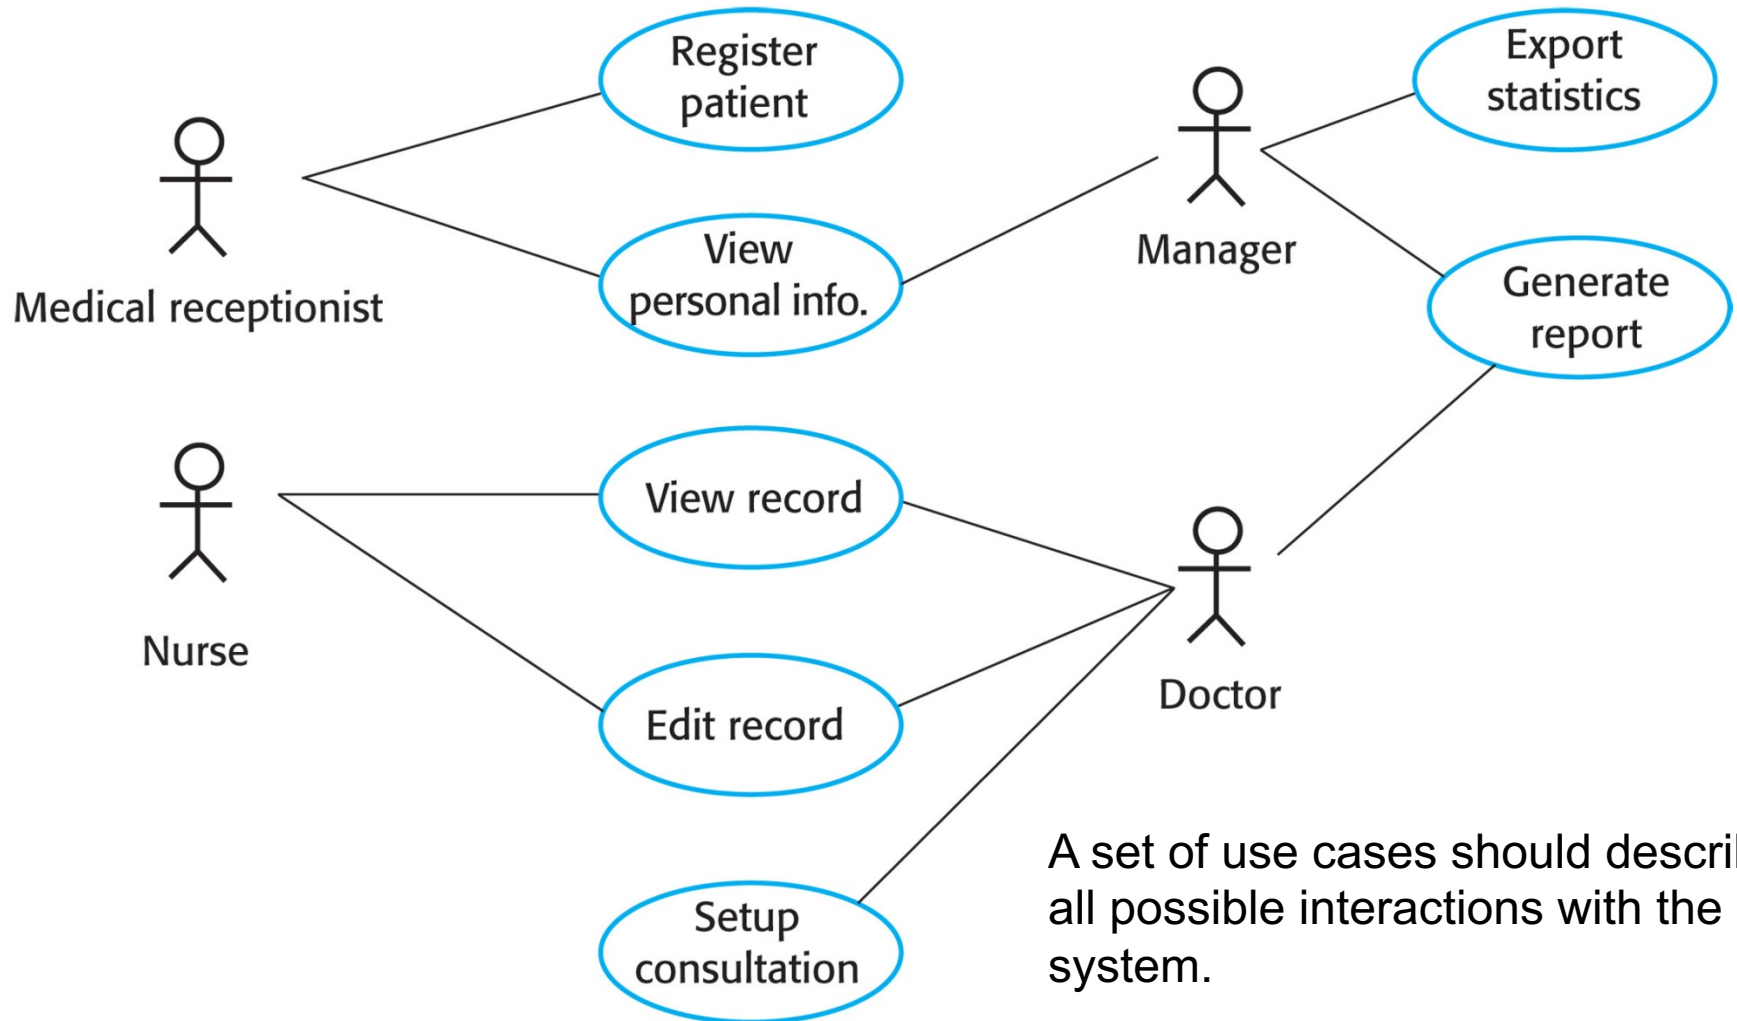 Register
patient
Export
statistics
Medical receptionist
View
personal info.
Manager
Generate
report
Nurse
View record
Edit record
Doctor
Setup
consultation
A set of use cases should
all possible interactions with the
system.